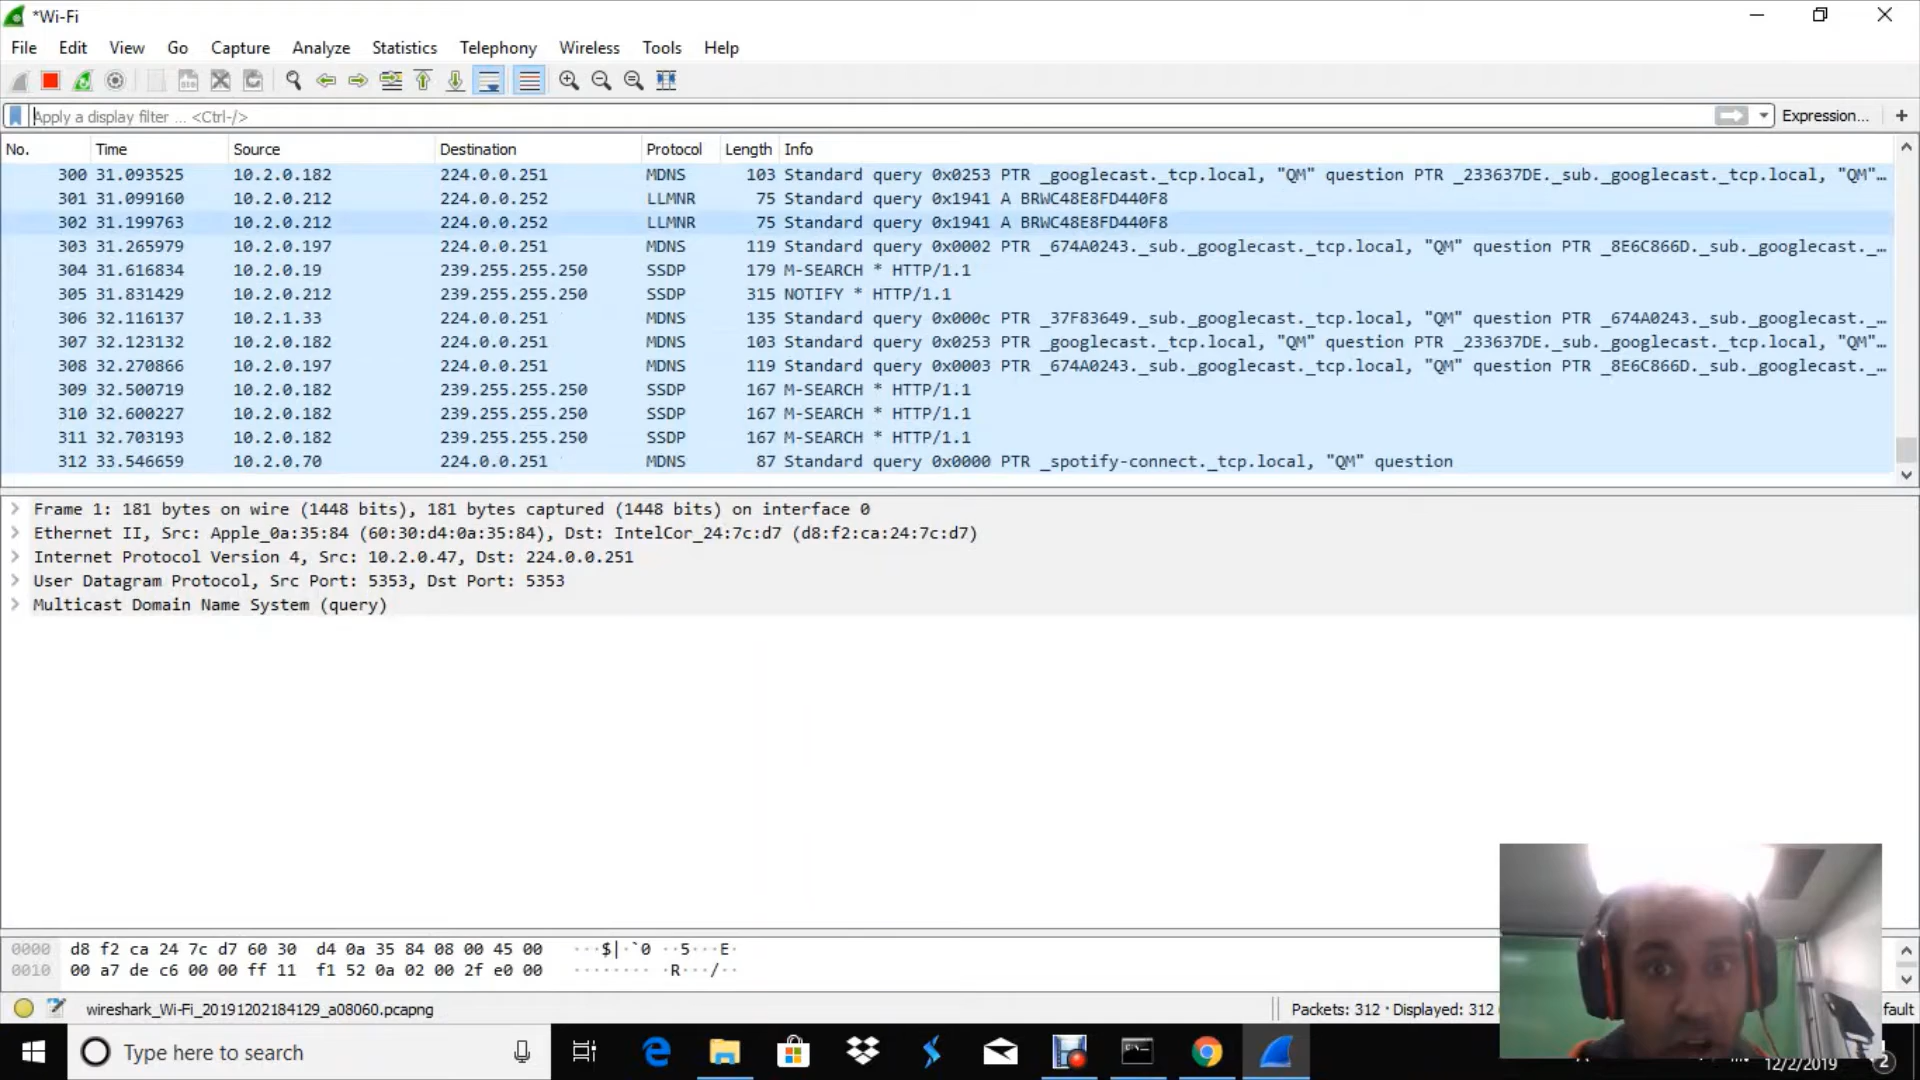 *Wi-Fi
File Edit View Go Capture Analyze Statistics Telephony Wireless Tools Help
Apply a display filter ... <Ctrl-/> Expression... +
No. Time Source Destination Protocol Length Info
300 31.093525 10.2.0.182 224.0.0.251 MDNS 103 Standard query 0x0253 PTR _googlecast._tcp.local, "QM" question PTR _233637DE._sub._googlecast._tcp.local, "QM"…
301 31.099160 10.2.0.212 224.0.0.252 LLMNR 75 Standard query 0x1941 A BRWC48E8FD440F8
302 31.199763 10.2.0.212 224.0.0.252 LLMNR 75 Standard query 0x1941 A BRWC48E8FD440F8
303 31.265979 10.2.0.197 224.0.0.251 MDNS 119 Standard query 0x0002 PTR _674A0243._sub._googlecast._tcp.local, "QM" question PTR _8E6C866D._sub._googlecast._…
304 31.616834 10.2.0.19 239.255.255.250 SSDP 179 M-SEARCH * HTTP/1.1
305 31.831429 10.2.0.212 239.255.255.250 SSDP 315 NOTIFY * HTTP/1.1
306 32.116137 10.2.1.33 224.0.0.251 MDNS 135 Standard query 0x000c PTR _37F83649._sub._googlecast._tcp.local, "QM" question PTR _674A0243._sub._googlecast._…
307 32.123132 10.2.0.182 224.0.0.251 MDNS 103 Standard query 0x0253 PTR _googlecast._tcp.local, "QM" question PTR _233637DE._sub._googlecast._tcp.local, "QM"…
308 32.270866 10.2.0.197 224.0.0.251 MDNS 119 Standard query 0x0003 PTR _674A0243._sub._googlecast._tcp.local, "QM" question PTR _8E6C866D._sub._googlecast._…
309 32.500719 10.2.0.182 239.255.255.250 SSDP 167 M-SEARCH * HTTP/1.1
310 32.600227 10.2.0.182 239.255.255.250 SSDP 167 M-SEARCH * HTTP/1.1
311 32.703193 10.2.0.182 239.255.255.250 SSDP 167 M-SEARCH * HTTP/1.1
312 33.546659 10.2.0.70 224.0.0.251 MDNS 87 Standard query 0x0000 PTR _spotify-connect._tcp.local, "QM" question
Frame 1: 181 bytes on wire (1448 bits), 181 bytes captured (1448 bits) on interface 0
Ethernet II, Src: Apple_0a:35:84 (60:30:d4:0a:35:84), Dst: IntelCor_24:7c:d7 (d8:f2:ca:24:7c:d7)
Internet Protocol Version 4, Src: 10.2.0.47, Dst: 224.0.0.251
User Datagram Protocol, Src Port: 5353, Dst Port: 5353
Multicast Domain Name System (query)
0000 d8 f2 ca 24 7c d7 60 30 d4 0a 35 84 08 00 45 00 ···$|·`0 ··5···E·
0010 00 a7 de c6 00 00 ff 11 f1 52 0a 02 00 2f e0 00 ········ ·R···/··
wireshark_Wi-Fi_20191202184129_a08060.pcapng Packets: 312 · Displayed: 312 fault
Type here to search 12/2/2019 2